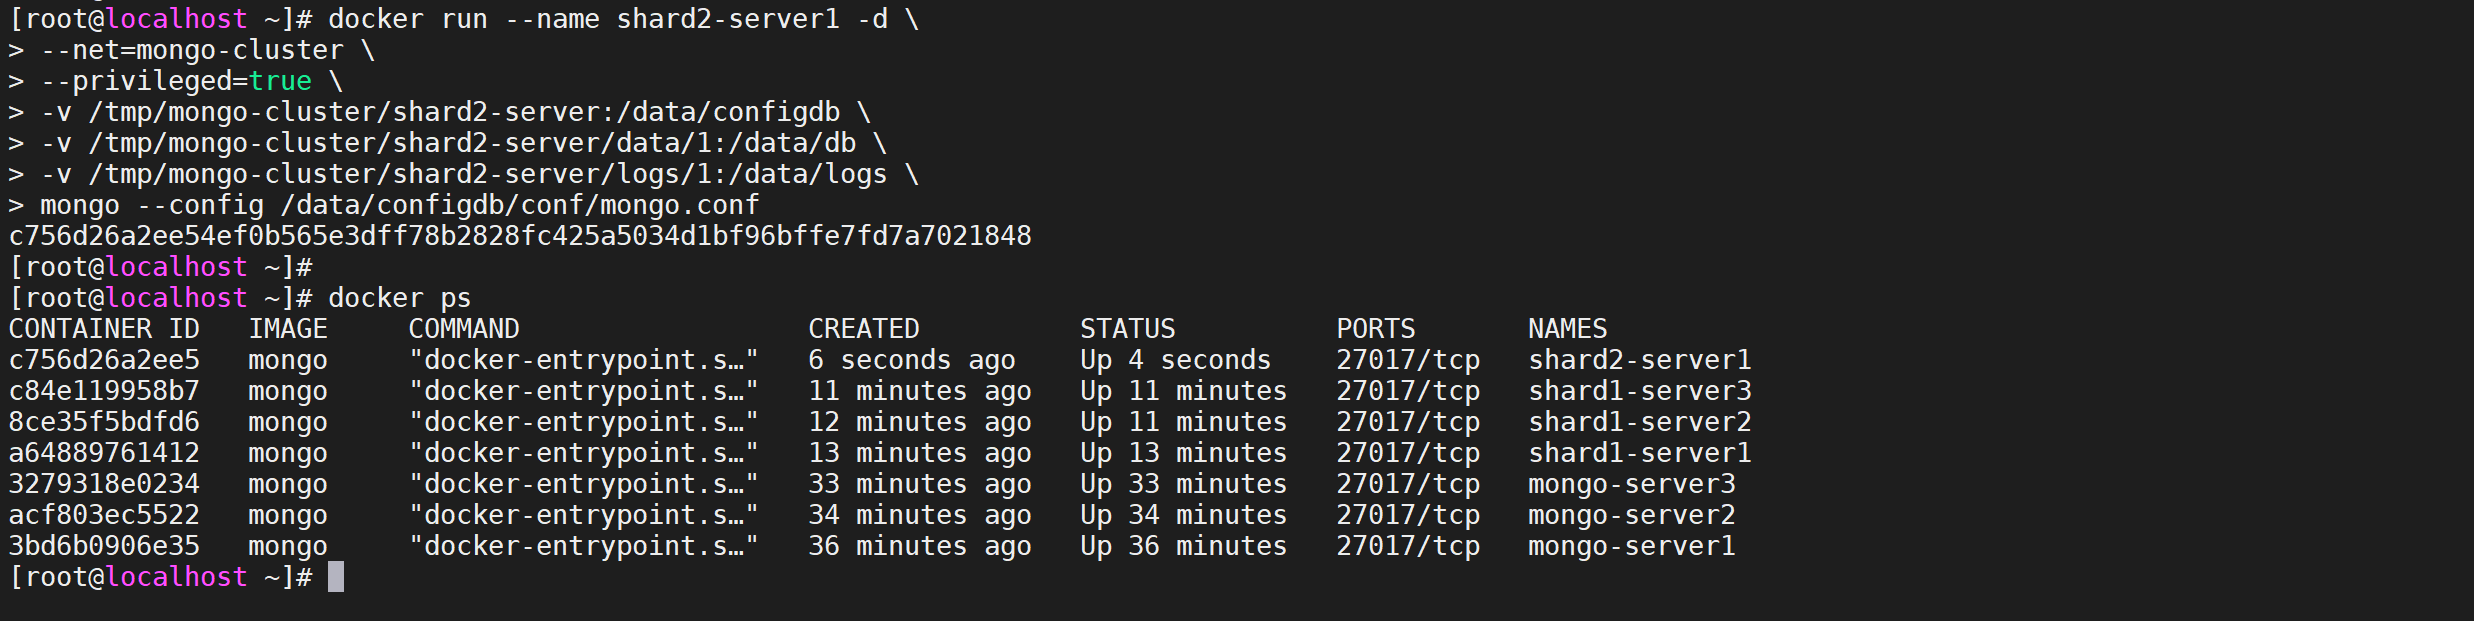 [root@localhost ~]# docker run --name shard2-server1 -d \
> --net=mongo-cluster \
> --privileged=true \
> -v /tmp/mongo-cluster/shard2-server:/data/configdb \
> -v /tmp/mongo-cluster/shard2-server/data/1:/data/db \
> -v /tmp/mongo-cluster/shard2-server/logs/1:/data/logs \
> mongo --config /data/configdb/conf/mongo.conf
c756d26a2ee54ef0b565e3dff78b2828fc425a5034d1bf96bffe7fd7a7021848
[root@localhost ~]#
[root@localhost ~]# docker ps
CONTAINER ID   IMAGE     COMMAND                  CREATED          STATUS          PORTS       NAMES
c756d26a2ee5   mongo     "docker-entrypoint.s…"   6 seconds ago    Up 4 seconds    27017/tcp   shard2-server1
c84e119958b7   mongo     "docker-entrypoint.s…"   11 minutes ago   Up 11 minutes   27017/tcp   shard1-server3
8ce35f5bdfd6   mongo     "docker-entrypoint.s…"   12 minutes ago   Up 11 minutes   27017/tcp   shard1-server2
a64889761412   mongo     "docker-entrypoint.s…"   13 minutes ago   Up 13 minutes   27017/tcp   shard1-server1
3279318e0234   mongo     "docker-entrypoint.s…"   33 minutes ago   Up 33 minutes   27017/tcp   mongo-server3
acf803ec5522   mongo     "docker-entrypoint.s…"   34 minutes ago   Up 34 minutes   27017/tcp   mongo-server2
3bd6b0906e35   mongo     "docker-entrypoint.s…"   36 minutes ago   Up 36 minutes   27017/tcp   mongo-server1
[root@localhost ~]#